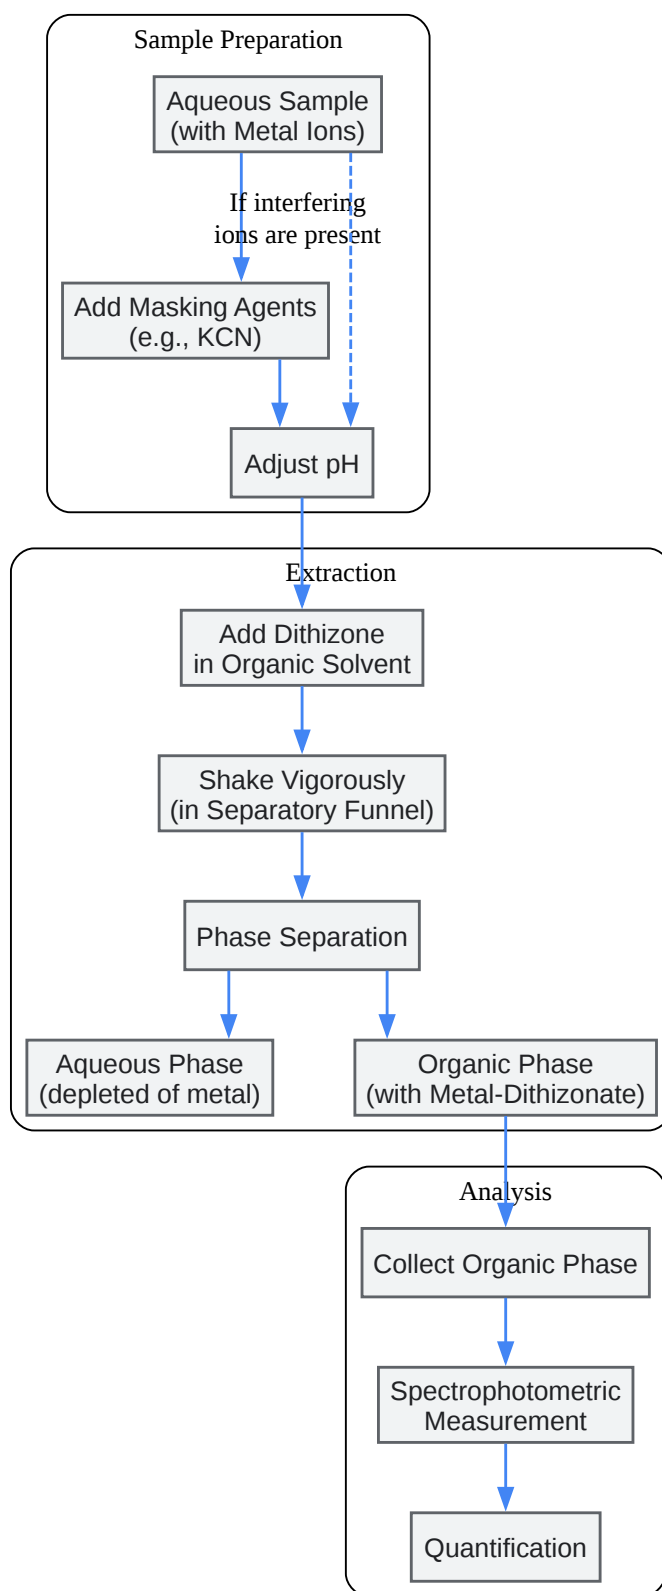 Sample Preparation
Aqueous Sample
(with Metal Ions)
If interfering
ions are present
Add Masking Agents
(e.g., KCN)
Adjust pH
Extraction
Add Dithizone
in Organic Solvent
Shake Vigorously
(in Separatory Funnel)
Phase Separation
Aqueous Phase
(depleted of metal)
Organic Phase
(with Metal-Dithizonate)
Analysis
Collect Organic Phase
Spectrophotometric
Measurement
Quantification